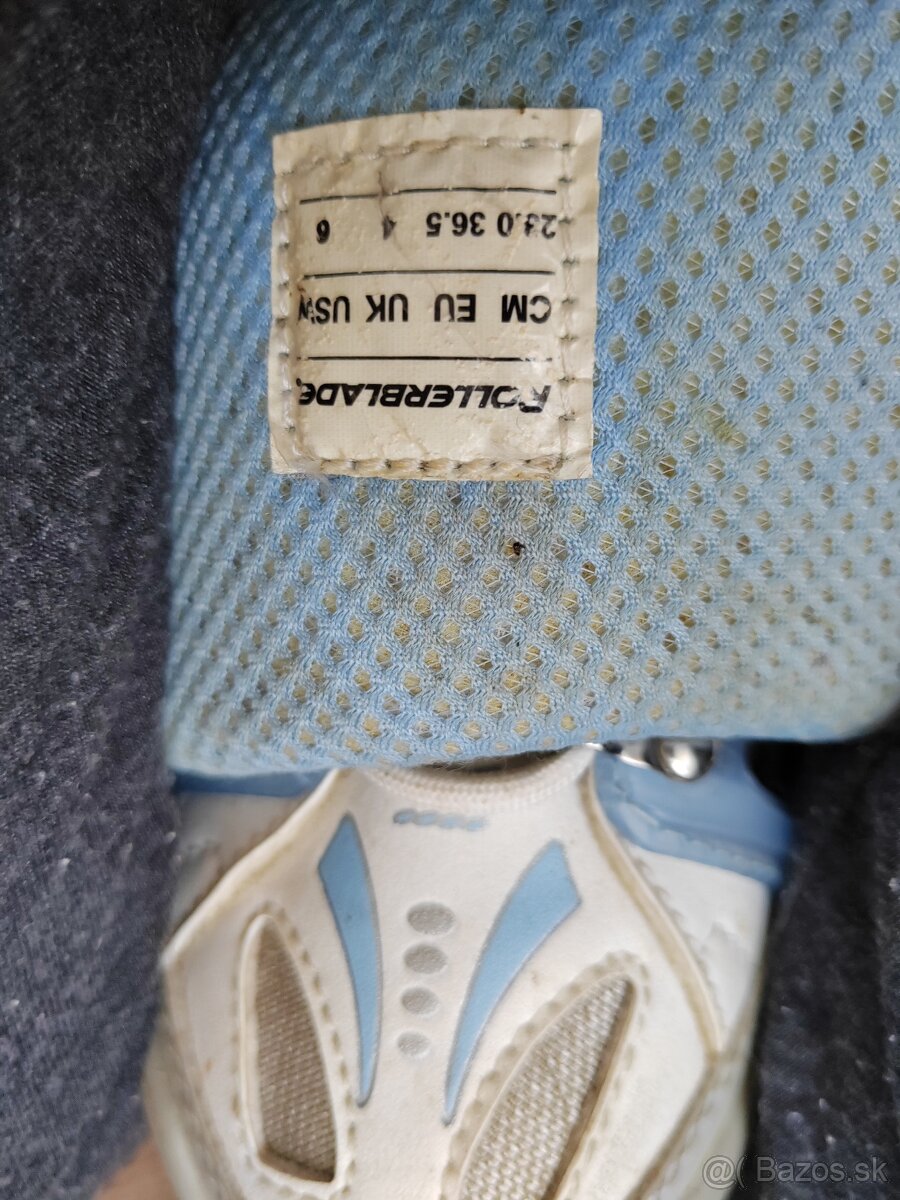 ROLLERBLADE
CM EU UK USW
23.0 36.5 4 6
@( Bazos.sk